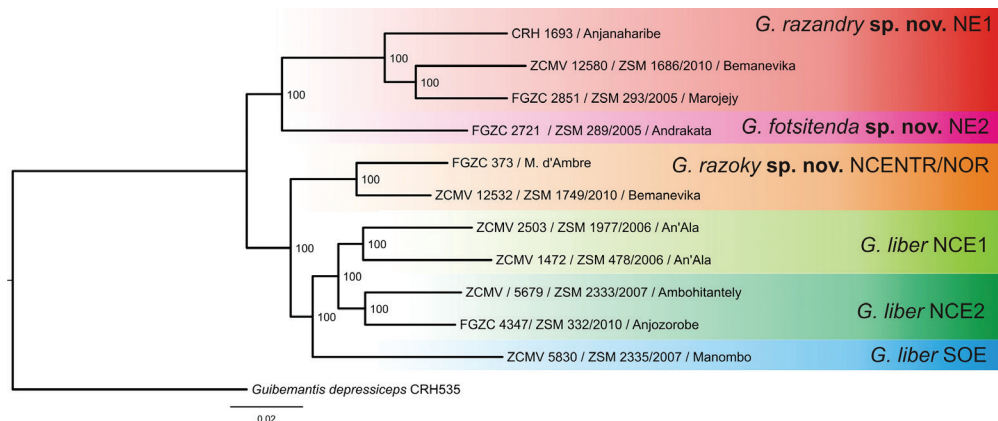 G. razandry sp. nov. NE1
CRH 1693 / Anjanaharibe
100
ZCMV 12580 / ZSM 1686/2010 / Bemanevika
100
100
FGZC 2851 / ZSM 293/2005 / Marojejy
G. fotsitenda sp. nov. NE2
FGZC 2721 / ZSM 289/2005 / Andrakata
G. razoky sp. nov. NCENTR/NOR
FGZC 373 / M. d'Ambre
100
ZCMV 12532 / ZSM 1749/2010 / Bemanevika
G. liber NCE1
ZCMV 2503 / ZSM 1977/2006 / An'Ala
100
100
ZCMV 1472 / ZSM 478/2006 / An'Ala
100
G. liber NCE2
ZCMV / 5679 / ZSM 2333/2007 / Ambohitantely
100
100
FGZC 4347/ ZSM 332/2010 / Anjozorobe
G. liber SOE
ZCMV 5830 / ZSM 2335/2007 / Manombo
Guibemantis depressiceps CRH535
0.02